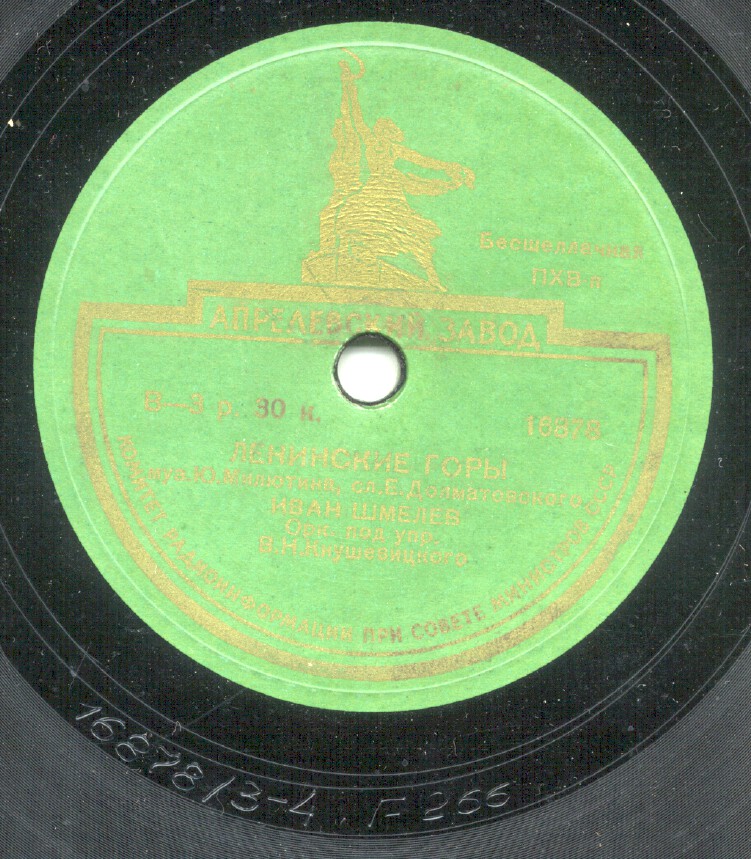 Бесшеллачная
ПХВ-п
АПРЕЛЕВСКИЙ ЗАВОД
8—3 р. 30 к.
16878
ЛЕНИНСКИЕ ГОРЫ
муз. Ю. Милютина, сл. Е. Долматовского
ИВАН ШМЕЛЕВ
Орк. под упр.
В. Н. Кнушевицкого
КОМИТЕТ РАДИОИНФОРМАЦИИ ПРИ СОВЕТЕ МИНИСТРОВ СССР
16878/3-4. Г-266